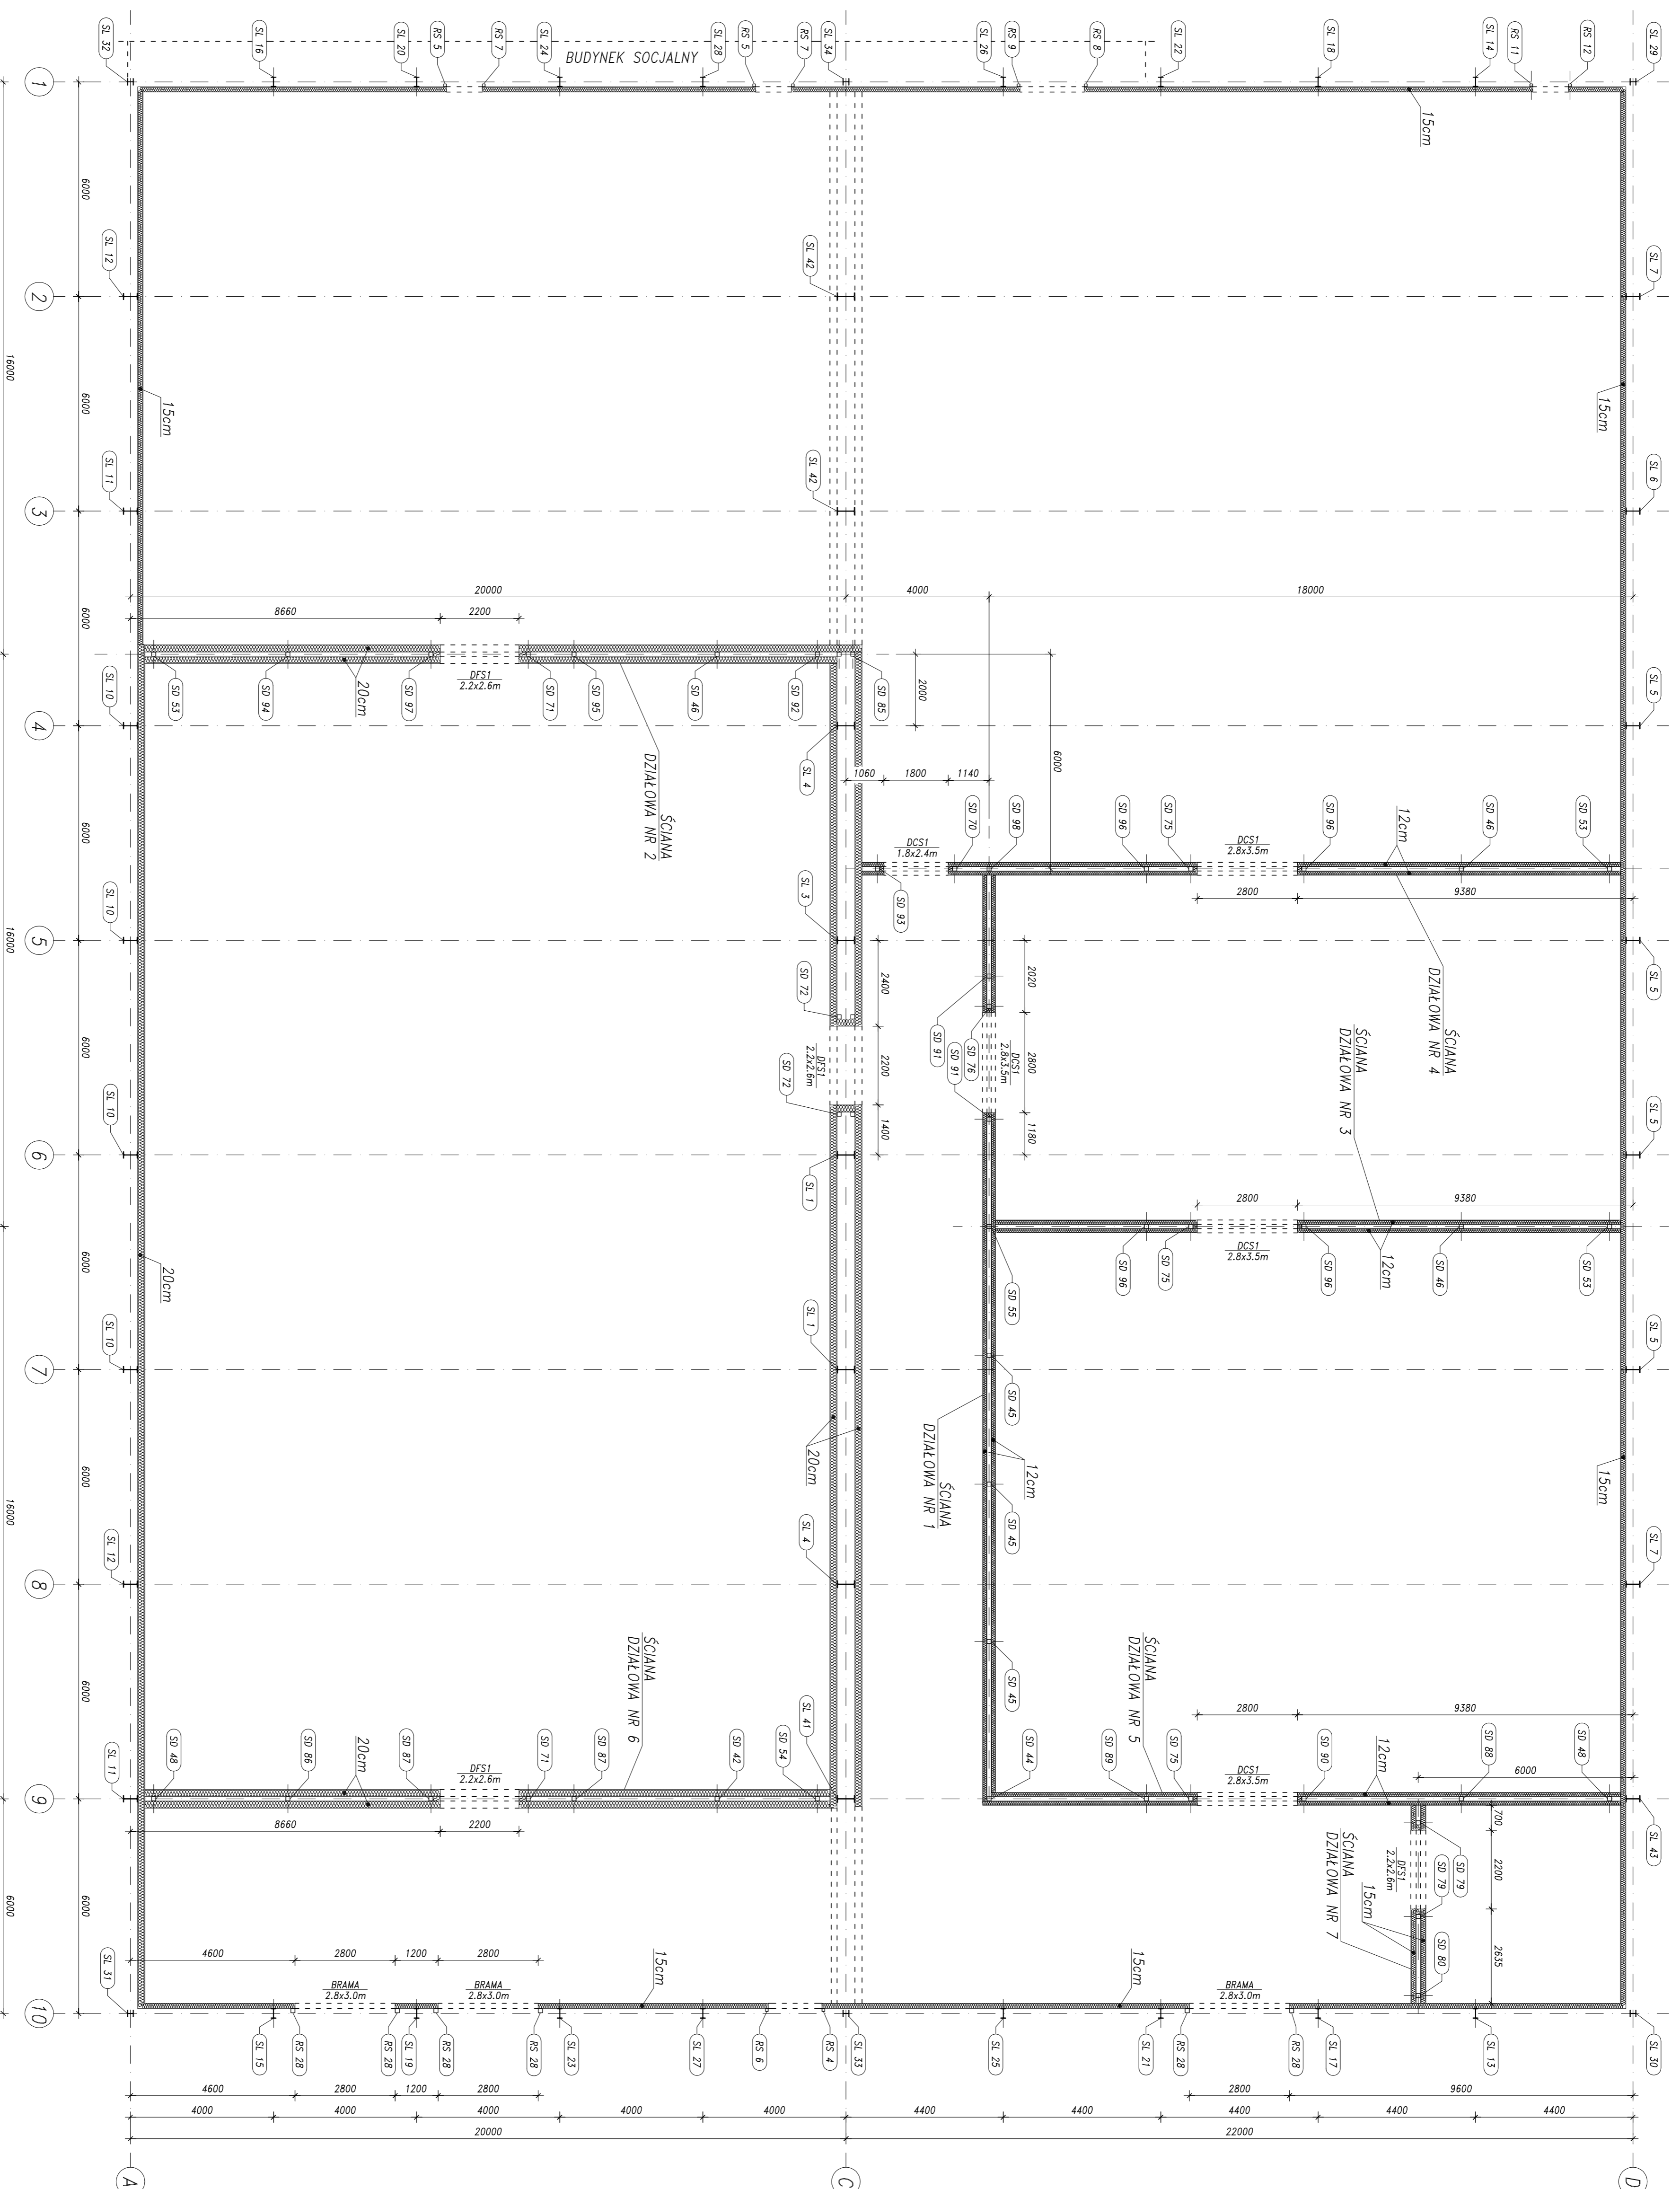 SL 32
SL 16
SL 20
RS 5
RS 7
SL 24
BUDYNEK SOCJALNY
SL 28
RS 5
RS 7
SL 34
SL 26
RS 9
RS 8
SL 22
SL 18
SL 14
RS 11
RS 12
SL 29
1
15cm
6000
SL 12
SL 42
SL 7
2
16000
6000
15cm
15cm
SL 11
SL 42
SL 6
3
20000
4000
18000
8660
2200
6000
SL 10
SD 53
SD 94
20cm
SD 97
DFS1
2.2x2.6m
SD 71
SD 95
SD 46
SD 92
SD 85
2000
SL 5
4
ŚCIANA
DZIAŁOWA NR 2
SL 4
1060
1800
1140
6000
6000
SD 70
SD 98
SD 96
SD 75
SD 96
12cm
SD 46
SD 53
DCS1
1.8x2.4m
DCS1
2.8x3.5m
SD 93
2800
9380
SL 10
SL 3
SL 5
5
16000
2400
2020
ŚCIANA
DZIAŁOWA NR 4
SD 72
SD 91
SD 76
SD 91
DCS1
2.8x3.5m
2800
DFS1
2.2x2.6m
2200
SD 72
6000
ŚCIANA
DZIAŁOWA NR 3
1400
1180
SL 10
SL 1
SL 5
6
2800
9380
DCS1
2.8x3.5m
20cm
6000
SD 55
SD 96
SD 75
SD 96
12cm
SD 46
SD 53
SL 10
SL 1
SL 5
7
SD 45
20cm
ŚCIANA
DZIAŁOWA NR 1
12cm
15cm
6000
16000
SD 45
SL 12
SL 4
SL 7
8
SD 45
ŚCIANA
DZIAŁOWA NR 6
ŚCIANA
DZIAŁOWA NR 5
6000
SL 11
SD 48
SD 86
20cm
SD 87
DFS1
2.2x2.6m
SD 71
SD 87
SD 42
SD 54
SL 41
SD 44
SD 89
SD 75
2800
9380
DCS1
2.8x3.5m
SD 90
12cm
SD 88
SD 48
6000
SL 43
9
8660
2200
700
ŚCIANA
DZIAŁOWA NR 7
DFS1
2.2x2.6m
2200
15cm
SD 79
SD 79
SD 80
2635
6000
6000
4600
2800
1200
2800
BRAMA
2.8x3.0m
BRAMA
2.8x3.0m
15cm
15cm
BRAMA
2.8x3.0m
SL 31
10
SL 15
RS 28
RS 28
SL 19
RS 28
RS 28
SL 23
SL 27
RS 6
RS 4
SL 33
SL 25
SL 21
RS 28
RS 28
SL 17
SL 13
SL 30
4600
2800
1200
2800
2800
9600
4000
4000
4000
4000
4000
4400
4400
4400
4400
4400
20000
22000
A
C
D